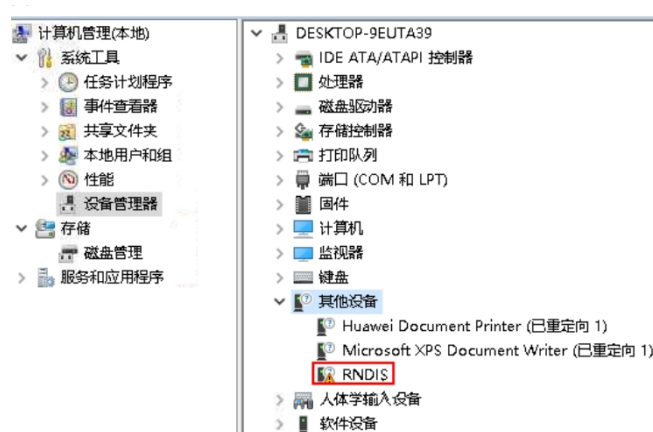 计算机管理(本地)
系统工具
任务计划程序
事件查看器
共享文件夹
本地用户和组
性能
设备管理器
存储
磁盘管理
服务和应用程序
DESKTOP-9EUTA39
IDE ATA/ATAPI 控制器
处理器
磁盘驱动器
存储控制器
打印队列
端口 (COM 和 LPT)
固件
计算机
监视器
键盘
其他设备
Huawei Document Printer (已重定向 1)
Microsoft XPS Document Writer (已重定向 1)
RNDIS
人体学输入设备
软件设备